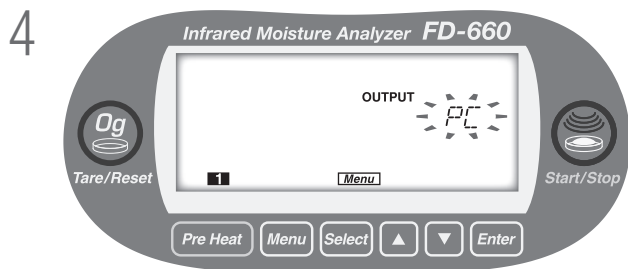 4
Infrared Moisture Analyzer FD-660
OUTPUT PC
0g
Tare/Reset
1 Menu
Start/Stop
Pre Heat Menu Select ▲ ▼ Enter